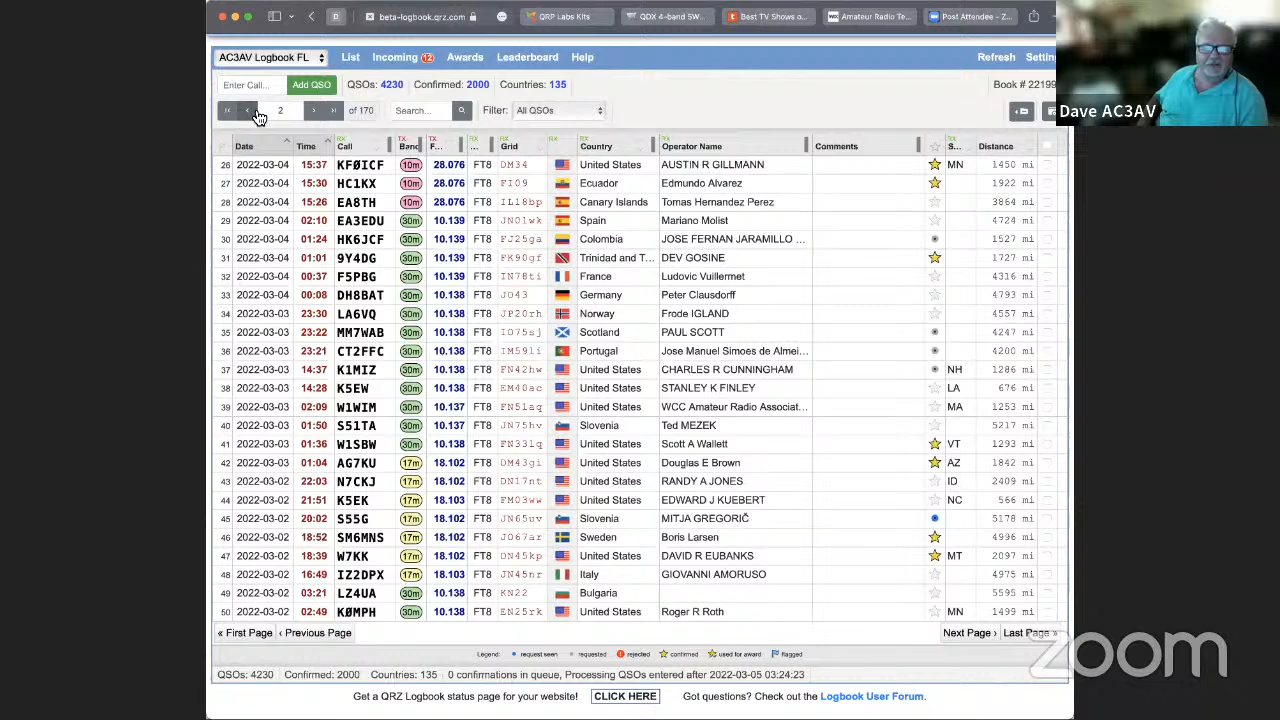 D beta-logbook.qrz.com QRP Labs Kits QDX 4-band 5W... Best TV Shows o... Amateur Radio Te... Post Attendee - Z...
AC3AV Logbook FL List Incoming 12 Awards Leaderboard Help Refresh Settin
Enter Call... Add QSO QSOs: 4230 Confirmed: 2000 Countries: 135 Book # 22199
Dave AC3AV
2 of 170 Search... Filter: All QSOs
Date Time RX Call TX Band TX F... RX ... RX Grid RX Country RX Operator Name Comments RX S... Distance
26 2022-03-04 15:37 KFØICF 10m 28.076 FT8 DM34 United States AUSTIN R GILLMANN MN 1450 mi
27 2022-03-04 15:30 HC1KX 10m 28.076 FT8 FI09 Ecuador Edmundo Alvarez 1922 mi
28 2022-03-04 15:26 EA8TH 10m 28.076 FT8 IL18bp Canary Islands Tomas Hernandez Perez 3864 mi
29 2022-03-04 02:10 EA3EDU 30m 10.139 FT8 JN01wk Spain Mariano Molist 4724 mi
30 2022-03-04 01:24 HK6JCF 30m 10.139 FT8 FJ25ga Colombia JOSE FERNAN JARAMILLO ... 1527 mi
31 2022-03-04 01:01 9Y4DG 30m 10.139 FT8 FK90gf Trinidad and T... DEV GOSINE 1727 mi
32 2022-03-04 00:37 F5PBG 30m 10.139 FT8 IN78ti France Ludovic Vuillermet 4316 mi
33 2022-03-04 00:08 DH8BAT 30m 10.138 FT8 JO43 Germany Peter Clausdorff 4793 mi
34 2022-03-03 23:30 LA6VQ 30m 10.138 FT8 JP20rh Norway Frode IGLAND 4557 mi
35 2022-03-03 23:22 MM7WAB 30m 10.138 FT8 IO75sj Scotland PAUL SCOTT 4247 mi
36 2022-03-03 23:21 CT2FFC 30m 10.138 FT8 IM59li Portugal Jose Manuel Simoes de Almei... 4200 mi
37 2022-03-03 14:37 K1MIZ 30m 10.138 FT8 FN42hw United States CHARLES R CUNNINGHAM NH 1286 mi
38 2022-03-03 14:28 K5EW 30m 10.138 FT8 EM40ac United States STANLEY K FINLEY LA 676 mi
39 2022-03-03 02:09 W1WIM 30m 10.137 FT8 FN51aq United States WCC Amateur Radio Associat... MA 1253 mi
40 2022-03-03 01:50 S51TA 30m 10.137 FT8 JN75hv Slovenia Ted MEZEK 5217 mi
41 2022-03-03 01:36 W1SBW 30m 10.138 FT8 FN33lq United States Scott A Wallett VT 1293 mi
42 2022-03-03 01:04 AG7KU 17m 18.102 FT8 DM43gi United States Douglas E Brown AZ 1842 mi
43 2022-03-02 22:03 N7CKJ 17m 18.102 FT8 DN17nt United States RANDY A JONES ID 2409 mi
44 2022-03-02 21:51 K5EK 17m 18.103 FT8 FM03ww United States EDWARD J KUEBERT NC 566 mi
45 2022-03-02 20:02 S55G 17m 18.102 FT8 JN65uv Slovenia MITJA GREGORIČ 5178 mi
46 2022-03-02 18:52 SM6MNS 17m 18.102 FT8 JO67ar Sweden Boris Larsen 4996 mi
47 2022-03-02 18:39 W7KK 17m 18.102 FT8 DN45kp United States DAVID R EUBANKS MT 2097 mi
48 2022-03-02 16:49 IZ2DPX 17m 18.103 FT8 JN45nr Italy GIOVANNI AMORUSO 4975 mi
49 2022-03-02 03:21 LZ4UA 30m 10.138 FT8 KN22 Bulgaria 5595 mi
50 2022-03-02 02:49 KØMPH 30m 10.138 FT8 EN25rk United States Roger R Roth MN 1499 mi
« First Page ‹ Previous Page Next Page › Last Page »
Legend: request seen requested rejected confirmed used for award flagged
QSOs: 4230 Confirmed: 2000 Countries: 135 0 confirmations in queue, Processing QSOs entered after 2022-03-05 03:24:23
zoom
Get a QRZ Logbook status page for your website! CLICK HERE Got questions? Check out the Logbook User Forum.